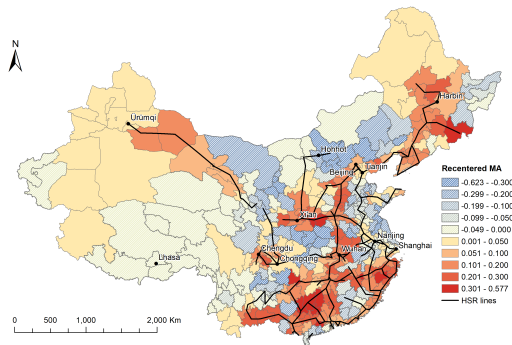 N
Harbin
Urumqi
Hohhot
Beijing
Tianjin
Xian
Nanjing
Shanghai
Chengdu
Wuhan
Chongqing
Lhasa
Recentered MA
-0.623 - -0.300
-0.299 - -0.200
-0.199 - -0.100
-0.099 - -0.050
-0.049 - 0.000
0.001 - 0.050
0.051 - 0.100
0.101 - 0.200
0.201 - 0.300
0.301 - 0.577
HSR lines
0 500 1,000 2,000 Km